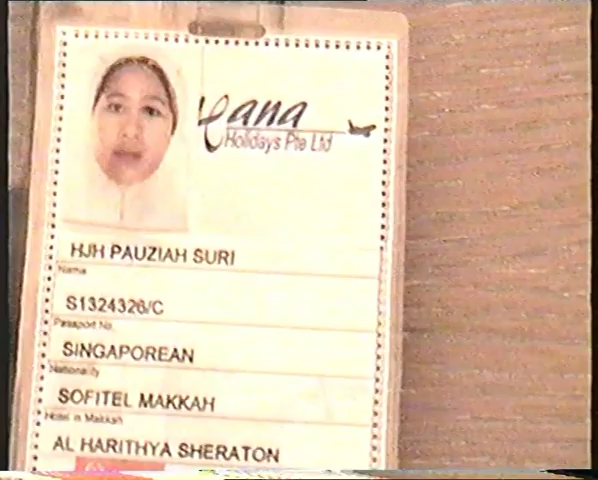 Yana
Holidays Pte Ltd
HJH PAUZIAH SURI
Name
S1324326/C
Passport No.
SINGAPOREAN
Nationality
SOFITEL MAKKAH
Hotel in Makkah
AL HARITHYA SHERATON